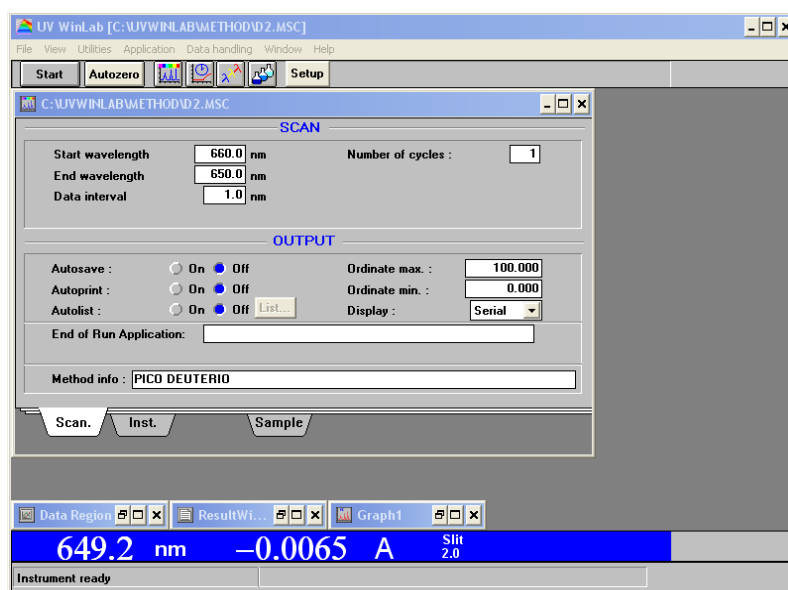 UV WinLab [C:\UVWINLAB\METHOD\D2.MSC]
File View Utilities Application Data handling Window Help
Start Autozero Setup
C:\UVWINLAB\METHOD\D2.MSC
SCAN
Start wavelength 660.0 nm Number of cycles : 1
End wavelength 650.0 nm
Data interval 1.0 nm
OUTPUT
Autosave : On Off Ordinate max. : 100.000
Autoprint : On Off Ordinate min. : 0.000
Autolist : On Off List... Display : Serial
End of Run Application:
Method info : PICO DEUTERIO
Scan. Inst. Sample
Data Region ResultWi... Graph1
649.2 nm −0.0065 A Slit
2.0
Instrument ready